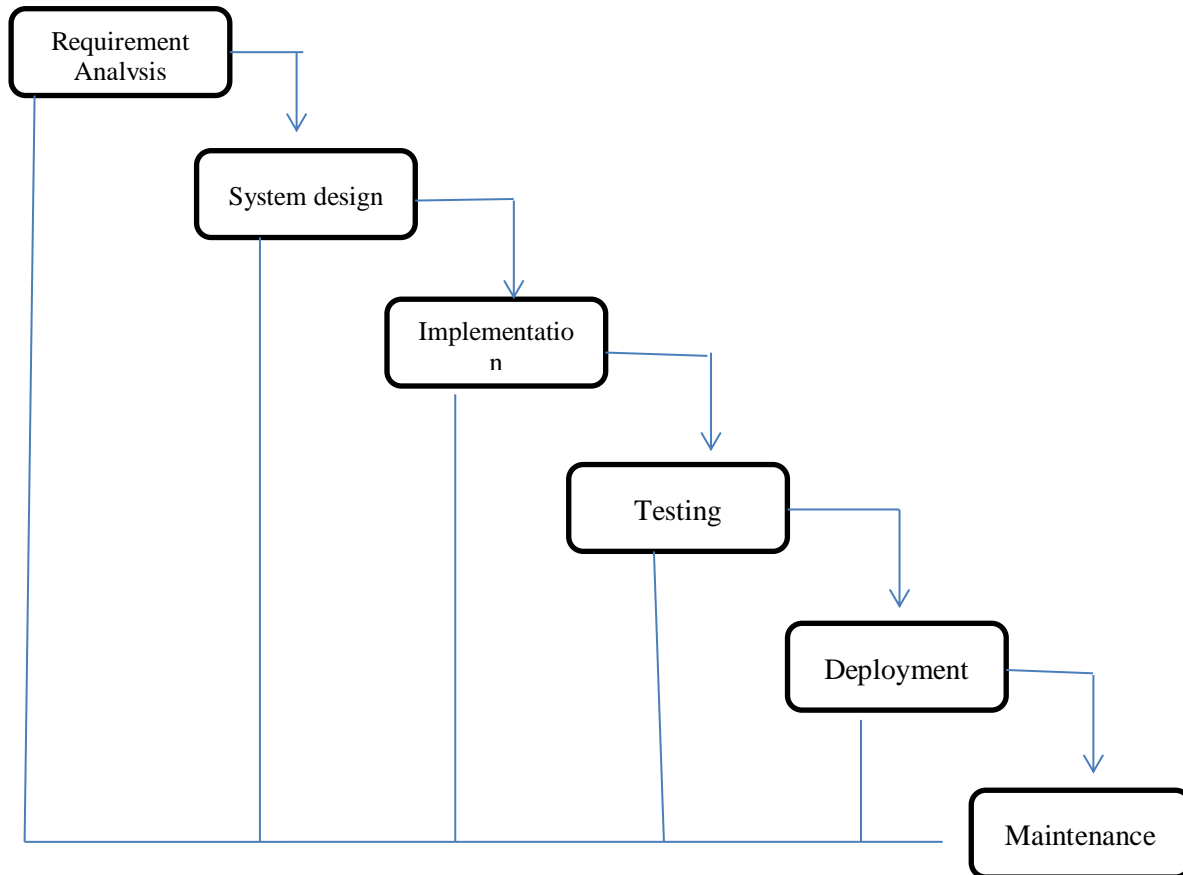 Requirement
Analysis
System design
Implementatio
n
Testing
Deployment
Maintenance